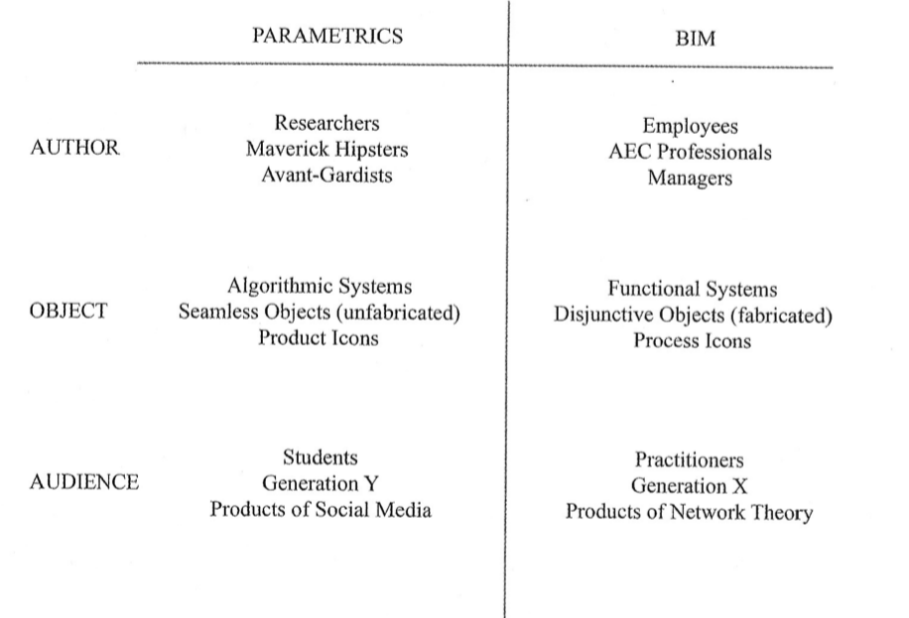 PARAMETRICS
BIM
AUTHOR
Researchers
Maverick Hipsters
Avant-Gardists
Employees
AEC Professionals
Managers
OBJECT
Algorithmic Systems
Seamless Objects (unfabricated)
Product Icons
Functional Systems
Disjunctive Objects (fabricated)
Process Icons
AUDIENCE
Students
Generation Y
Products of Social Media
Practitioners
Generation X
Products of Network Theory